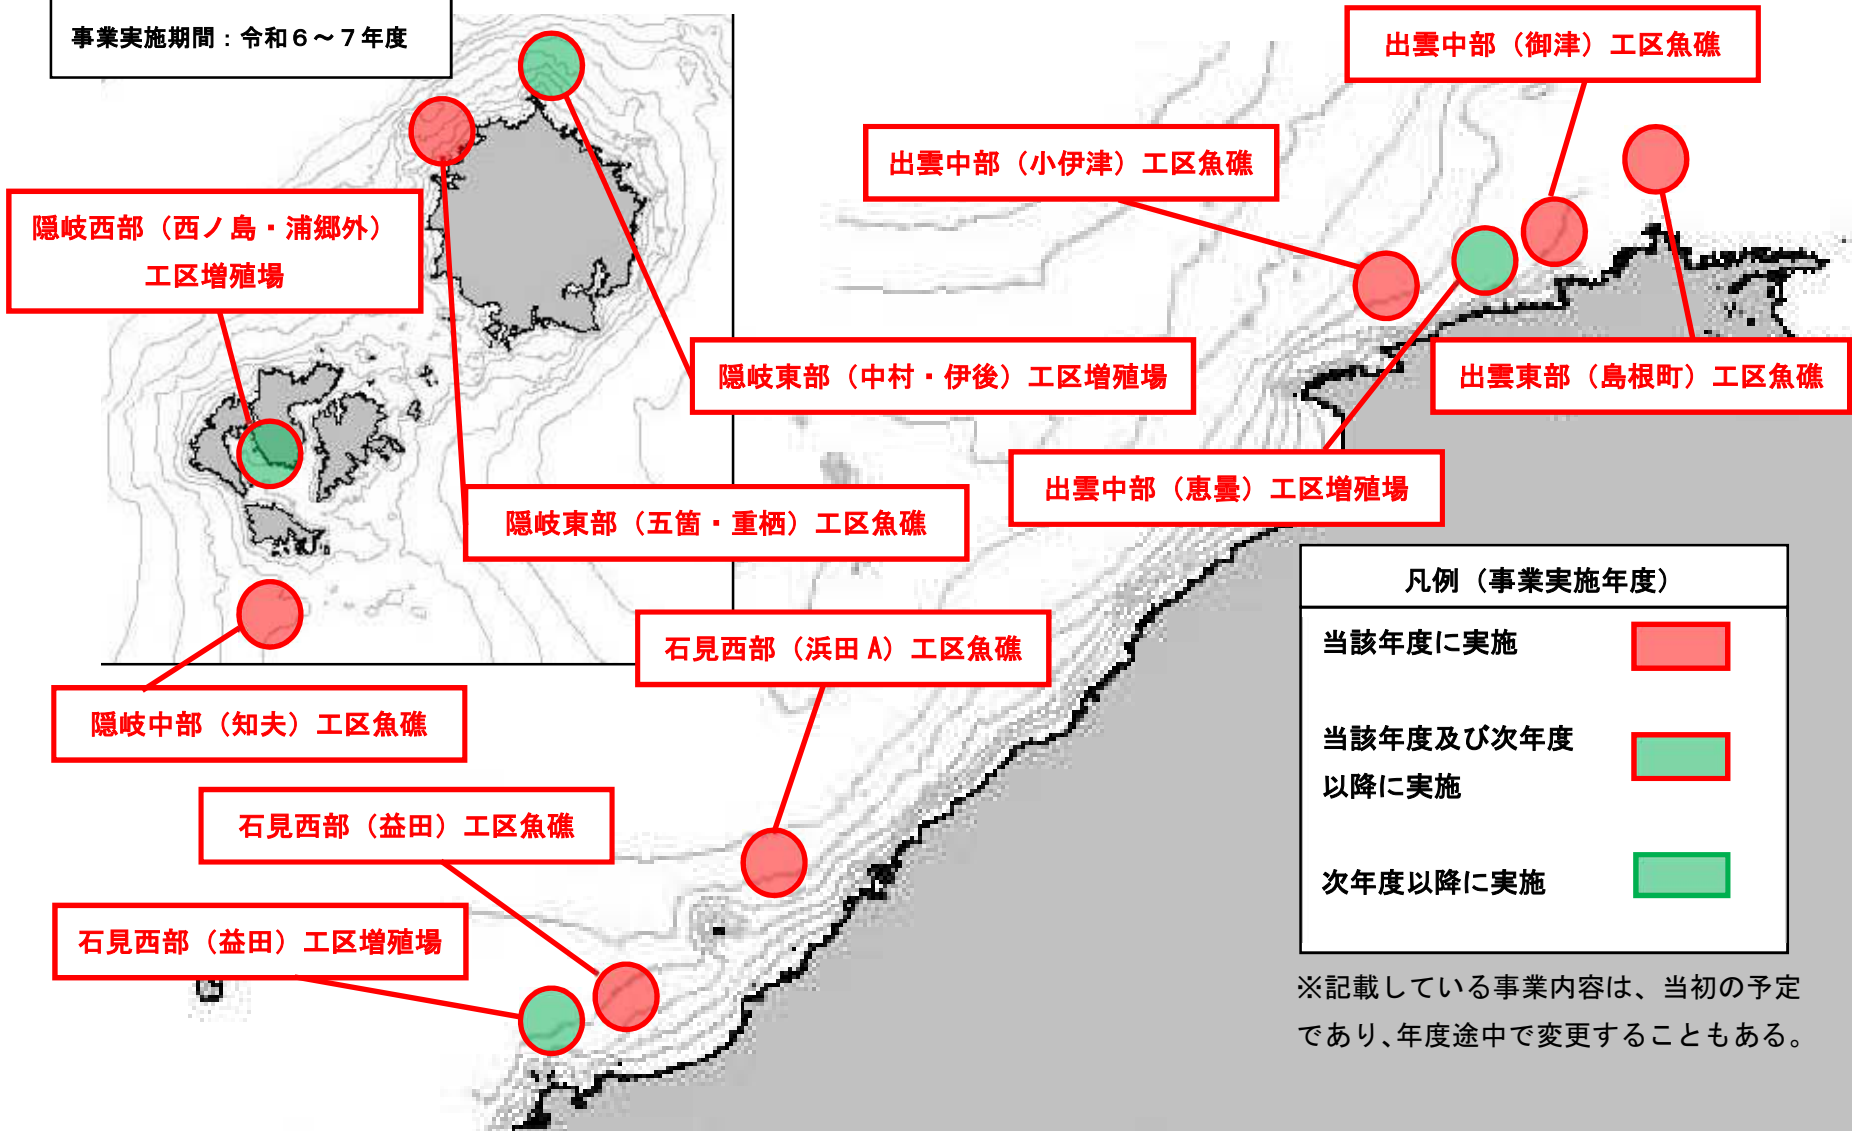 事業実施期間：令和６～７年度
出雲中部（御津）工区魚礁
出雲中部（小伊津）工区魚礁
隠岐西部（西ノ島・浦郷外）
工区増殖場
隠岐東部（中村・伊後）工区増殖場
出雲東部（島根町）工区魚礁
出雲中部（恵曇）工区増殖場
隠岐東部（五箇・重栖）工区魚礁
石見西部（浜田 A）工区魚礁
隠岐中部（知夫）工区魚礁
石見西部（益田）工区魚礁
石見西部（益田）工区増殖場
凡例（事業実施年度）
当該年度に実施
当該年度及び次年度
以降に実施
次年度以降に実施
※記載している事業内容は、当初の予定
であり、年度途中で変更することもある。